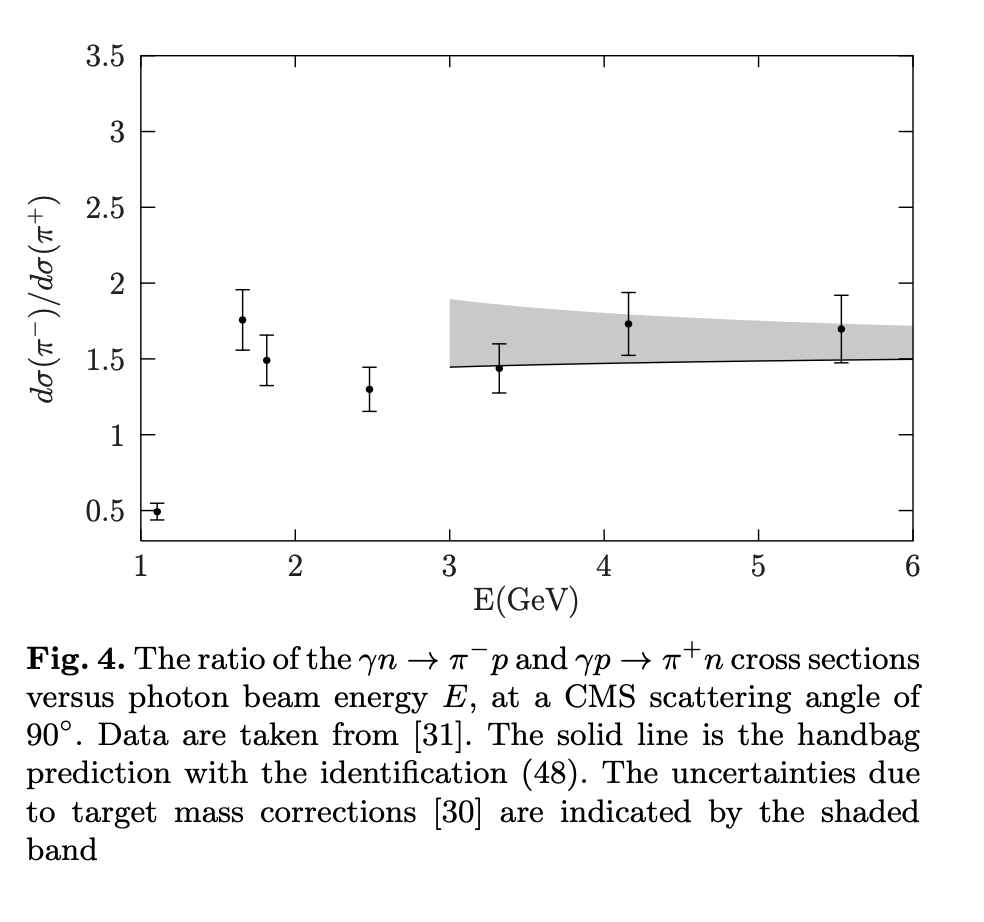 3.5
3
2.5
2
1.5
1
0.5
dσ(π⁻)/dσ(π⁺)
1 2 3 4 5 6
E(GeV)
Fig. 4. The ratio of the γn → π⁻p and γp → π⁺n cross sections
versus photon beam energy E, at a CMS scattering angle of
90°. Data are taken from [31]. The solid line is the handbag
prediction with the identification (48). The uncertainties due
to target mass corrections [30] are indicated by the shaded
band